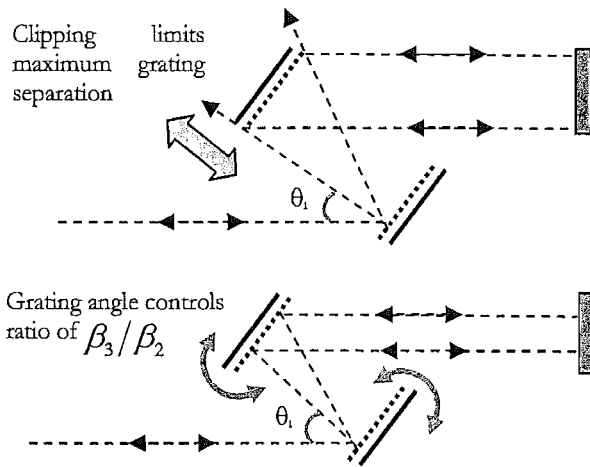 Clipping limits
maximum grating
separation
θ₁
Grating angle controls
ratio of β₃/β₂
θ₁